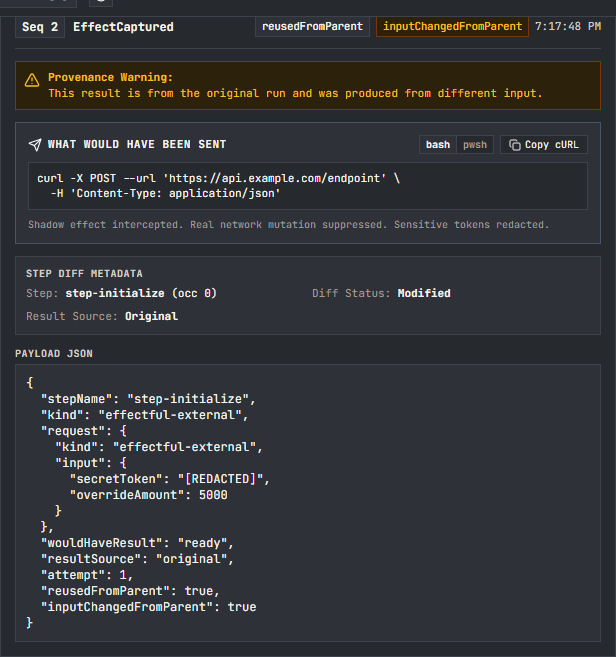 Seq 2 EffectCaptured reusedFromParent inputChangedFromParent 7:17:48 PM
Provenance Warning:
This result is from the original run and was produced from different input.
WHAT WOULD HAVE BEEN SENT bash pwsh Copy cURL
curl -X POST --url 'https://api.example.com/endpoint' \
  -H 'Content-Type: application/json'
Shadow effect intercepted. Real network mutation suppressed. Sensitive tokens redacted.
STEP DIFF METADATA
Step: step-initialize (occ 0) Diff Status: Modified
Result Source: Original
PAYLOAD JSON
{
  "stepName": "step-initialize",
  "kind": "effectful-external",
  "request": {
    "kind": "effectful-external",
    "input": {
      "secretToken": "[REDACTED]",
      "overrideAmount": 5000
    }
  },
  "wouldHaveResult": "ready",
  "resultSource": "original",
  "attempt": 1,
  "reusedFromParent": true,
  "inputChangedFromParent": true
}